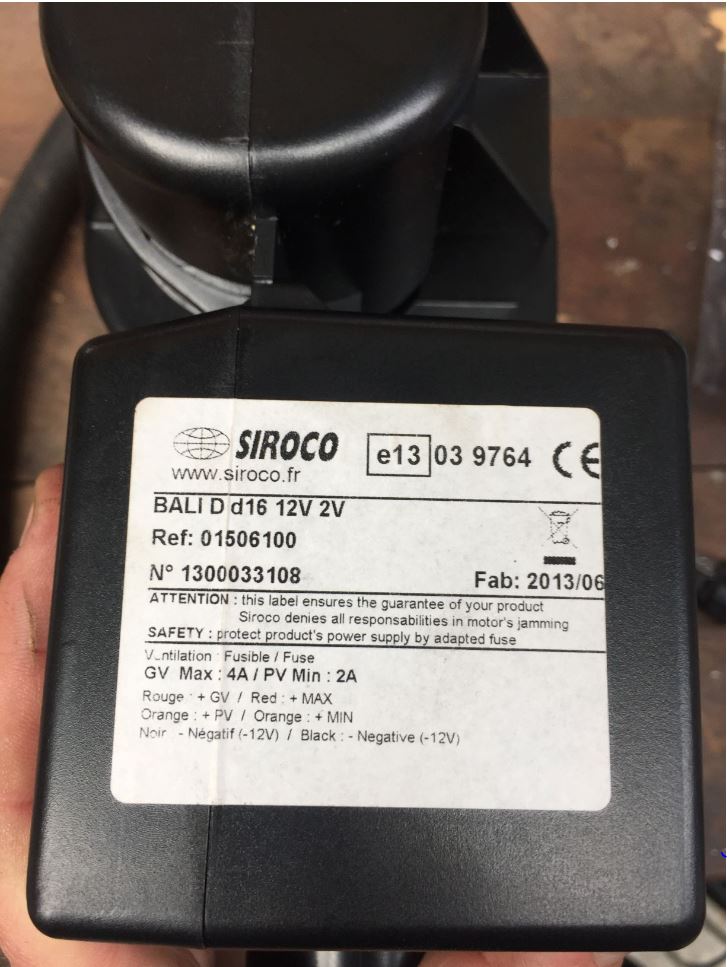 SIROCO
www.siroco.fr
e13 03 9764 CE
BALI D d16 12V 2V
Ref: 01506100
N° 1300033108 Fab: 2013/06
ATTENTION : this label ensures the guarantee of your product
Siroco denies all responsabilities in motor's jamming
SAFETY : protect product's power supply by adapted fuse
Ventilation : Fusible / Fuse
GV Max : 4A / PV Min : 2A
Rouge : + GV / Red : + MAX
Orange : + PV / Orange : + MIN
Noir : - Négatif (-12V) / Black : - Negative (-12V)